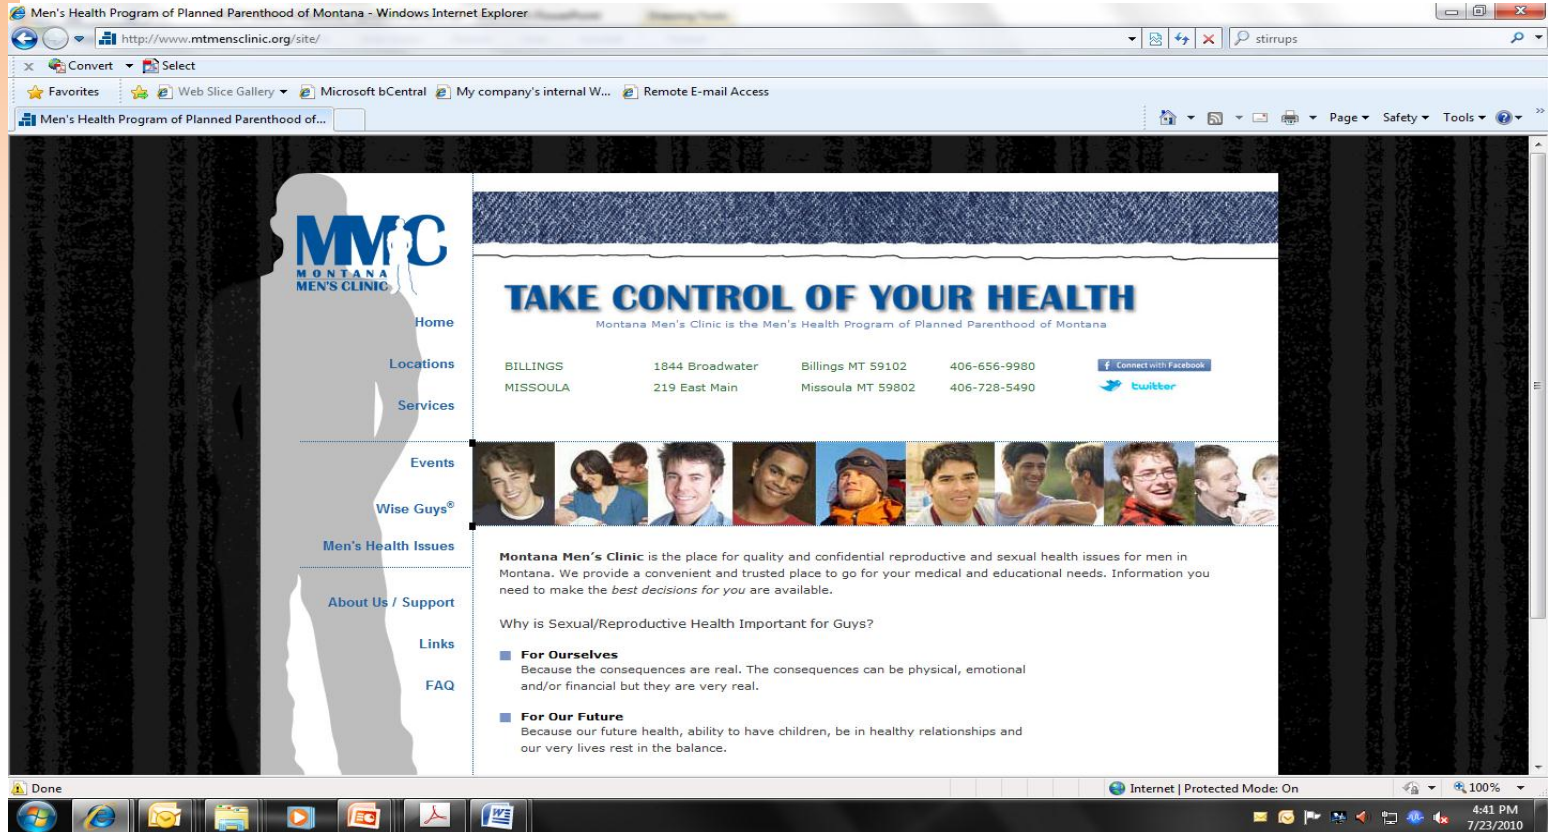 Men's Health Program of Planned Parenthood of Montana - Windows Internet Explorer
http://www.mtmensclinic.org/site/
stirrups
x Convert Select
Favorites Web Slice Gallery Microsoft bCentral My company's internal W... Remote E-mail Access
Men's Health Program of Planned Parenthood of...
Page Safety Tools
MMC
MONTANA
MEN'S CLINIC
Home
Locations
Services
Events
Wise Guys®
Men's Health Issues
About Us / Support
Links
FAQ
TAKE CONTROL OF YOUR HEALTH
Montana Men's Clinic is the Men's Health Program of Planned Parenthood of Montana
BILLINGS 1844 Broadwater Billings MT 59102 406-656-9980 f Connect with Facebook
MISSOULA 219 East Main Missoula MT 59802 406-728-5490 twitter
Montana Men's Clinic is the place for quality and confidential reproductive and sexual health issues for men in
Montana. We provide a convenient and trusted place to go for your medical and educational needs. Information you
need to make the best decisions for you are available.
Why is Sexual/Reproductive Health Important for Guys?
For Ourselves
Because the consequences are real. The consequences can be physical, emotional
and/or financial but they are very real.
For Our Future
Because our future health, ability to have children, be in healthy relationships and
our very lives rest in the balance.
Done Internet | Protected Mode: On 100%
4:41 PM
7/23/2010